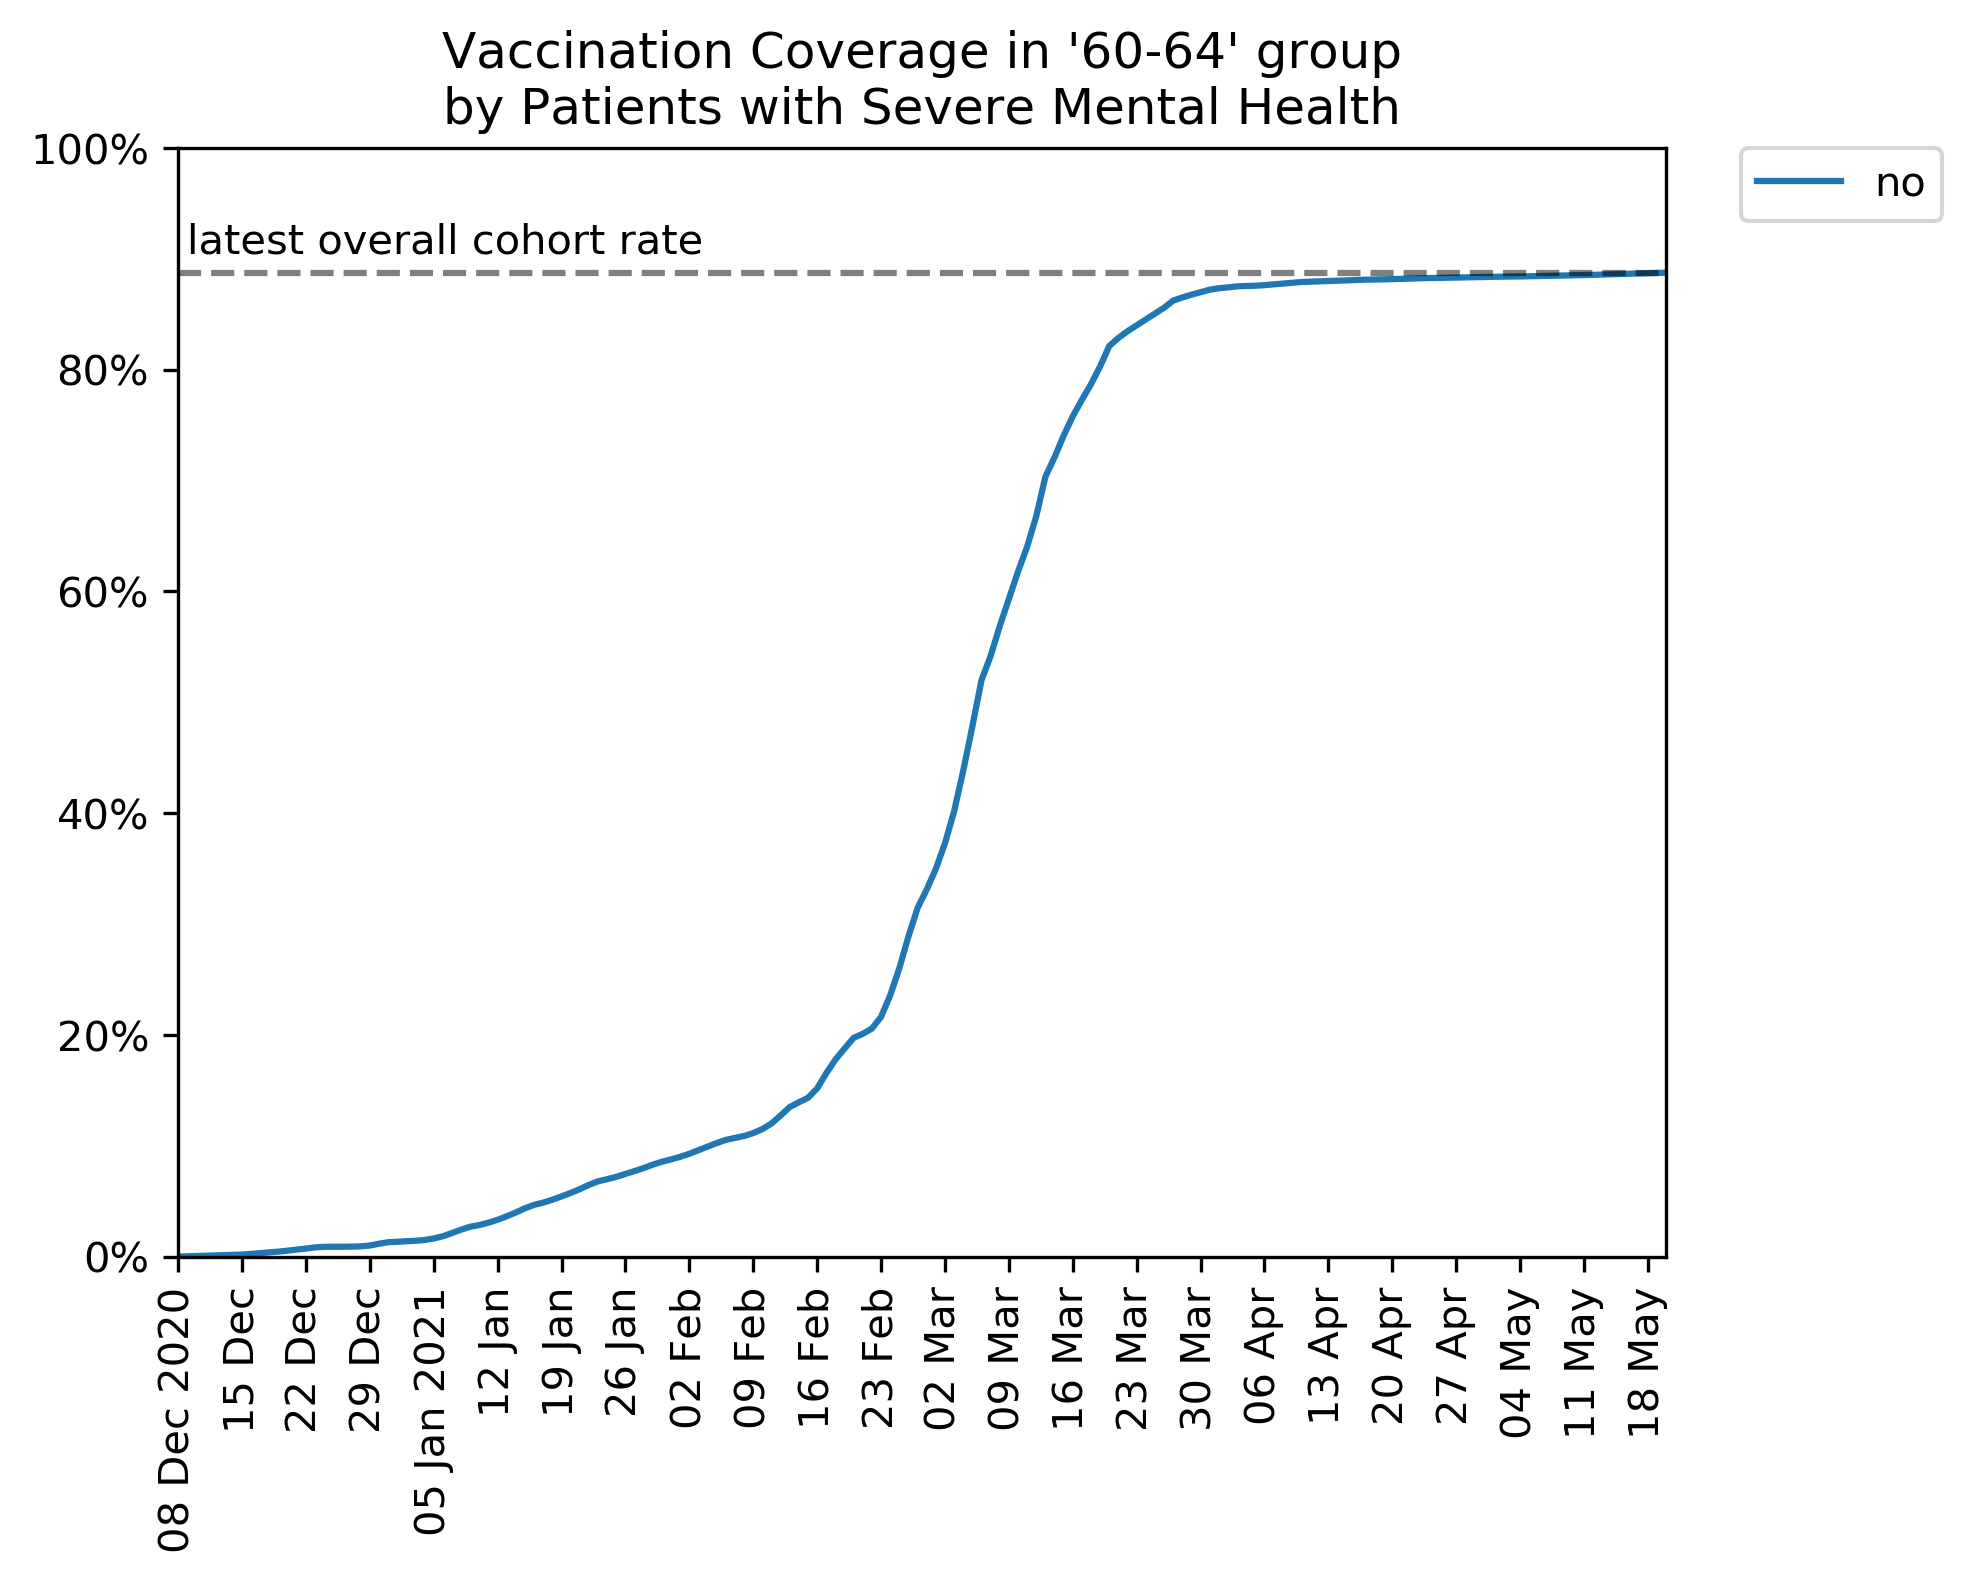 Vaccination Coverage in '60-64' group
by Patients with Severe Mental Health
100%
80%
60%
40%
20%
0%
latest overall cohort rate
no
08 Dec 2020
15 Dec
22 Dec
29 Dec
05 Jan 2021
12 Jan
19 Jan
26 Jan
02 Feb
09 Feb
16 Feb
23 Feb
02 Mar
09 Mar
16 Mar
23 Mar
30 Mar
06 Apr
13 Apr
20 Apr
27 Apr
04 May
11 May
18 May